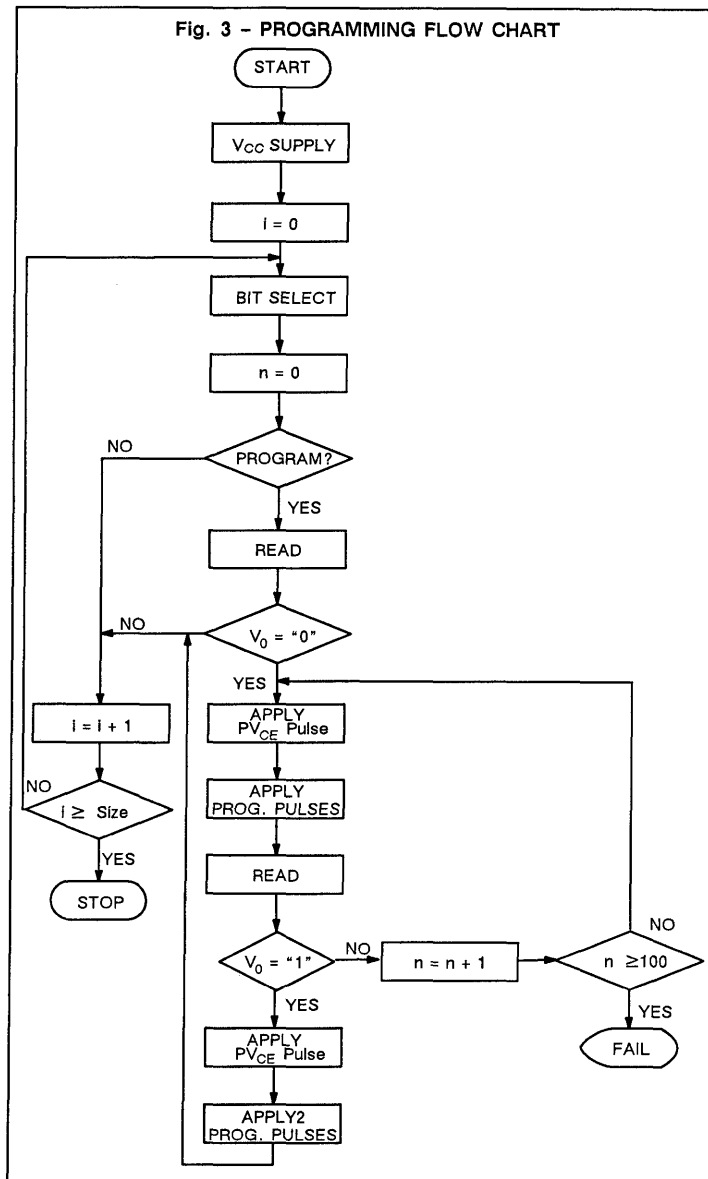 Fig. 3 – PROGRAMMING FLOW CHART
START
VCC SUPPLY
i = 0
BIT SELECT
n = 0
NO
PROGRAM?
YES
READ
NO
V0 = “0”
YES
i = i + 1
APPLY
PVCE Pulse
NO
i ≥ Size
APPLY
PROG. PULSES
YES
STOP
READ
V0 = “1”
NO
n = n + 1
n ≥100
NO
YES
YES
FAIL
APPLY
PVCE Pulse
APPLY2
PROG. PULSES